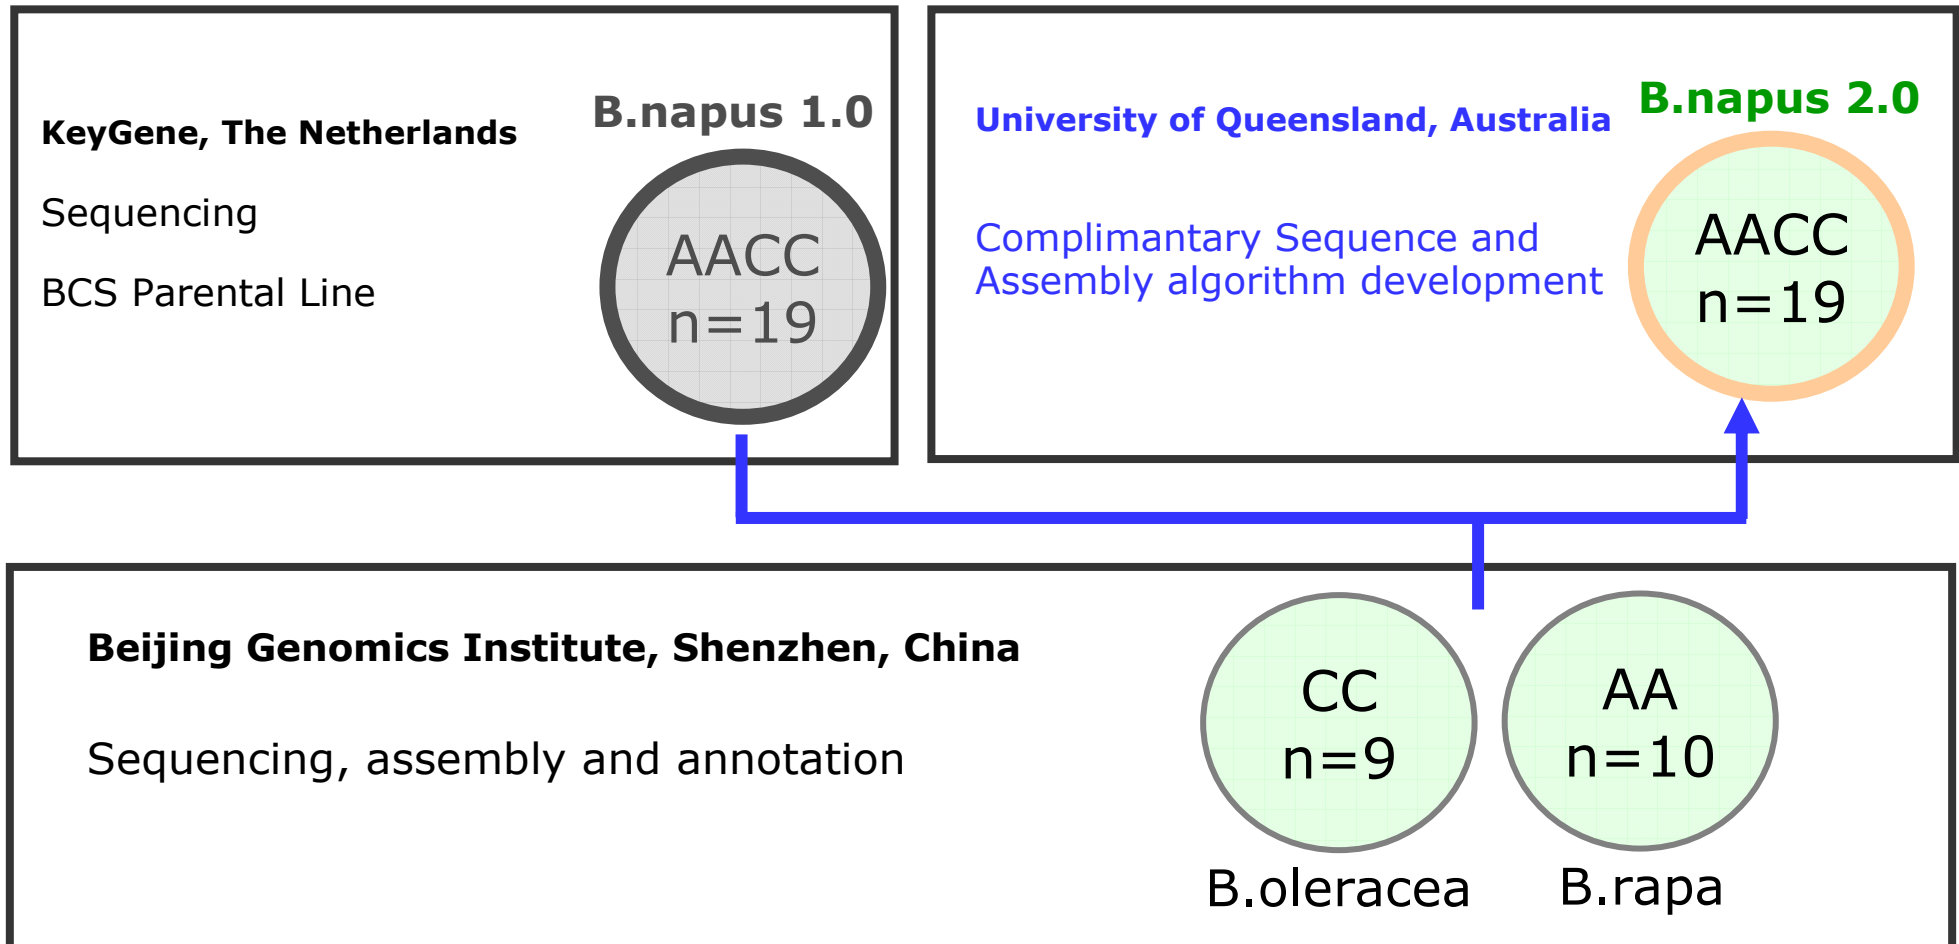 KeyGene, The Netherlands
Sequencing
BCS Parental Line
B.napus 1.0
AACC
n=19
University of Queensland, Australia
Complimantary Sequence and
Assembly algorithm development
B.napus 2.0
AACC
n=19
Beijing Genomics Institute, Shenzhen, China
Sequencing, assembly and annotation
CC
n=9
B.oleracea
AA
n=10
B.rapa